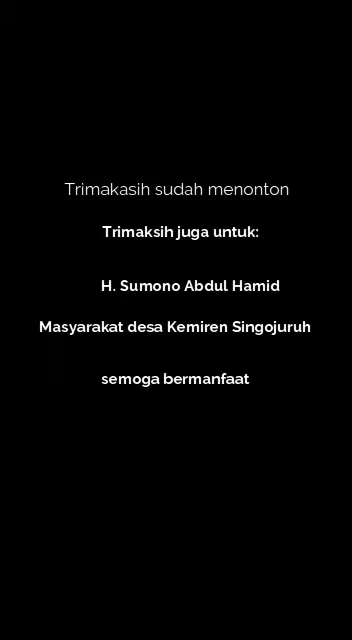 Trimakasih sudah menonton
Trimaksih juga untuk:
H. Sumono Abdul Hamid
Masyarakat desa Kemiren Singojuruh
semoga bermanfaat